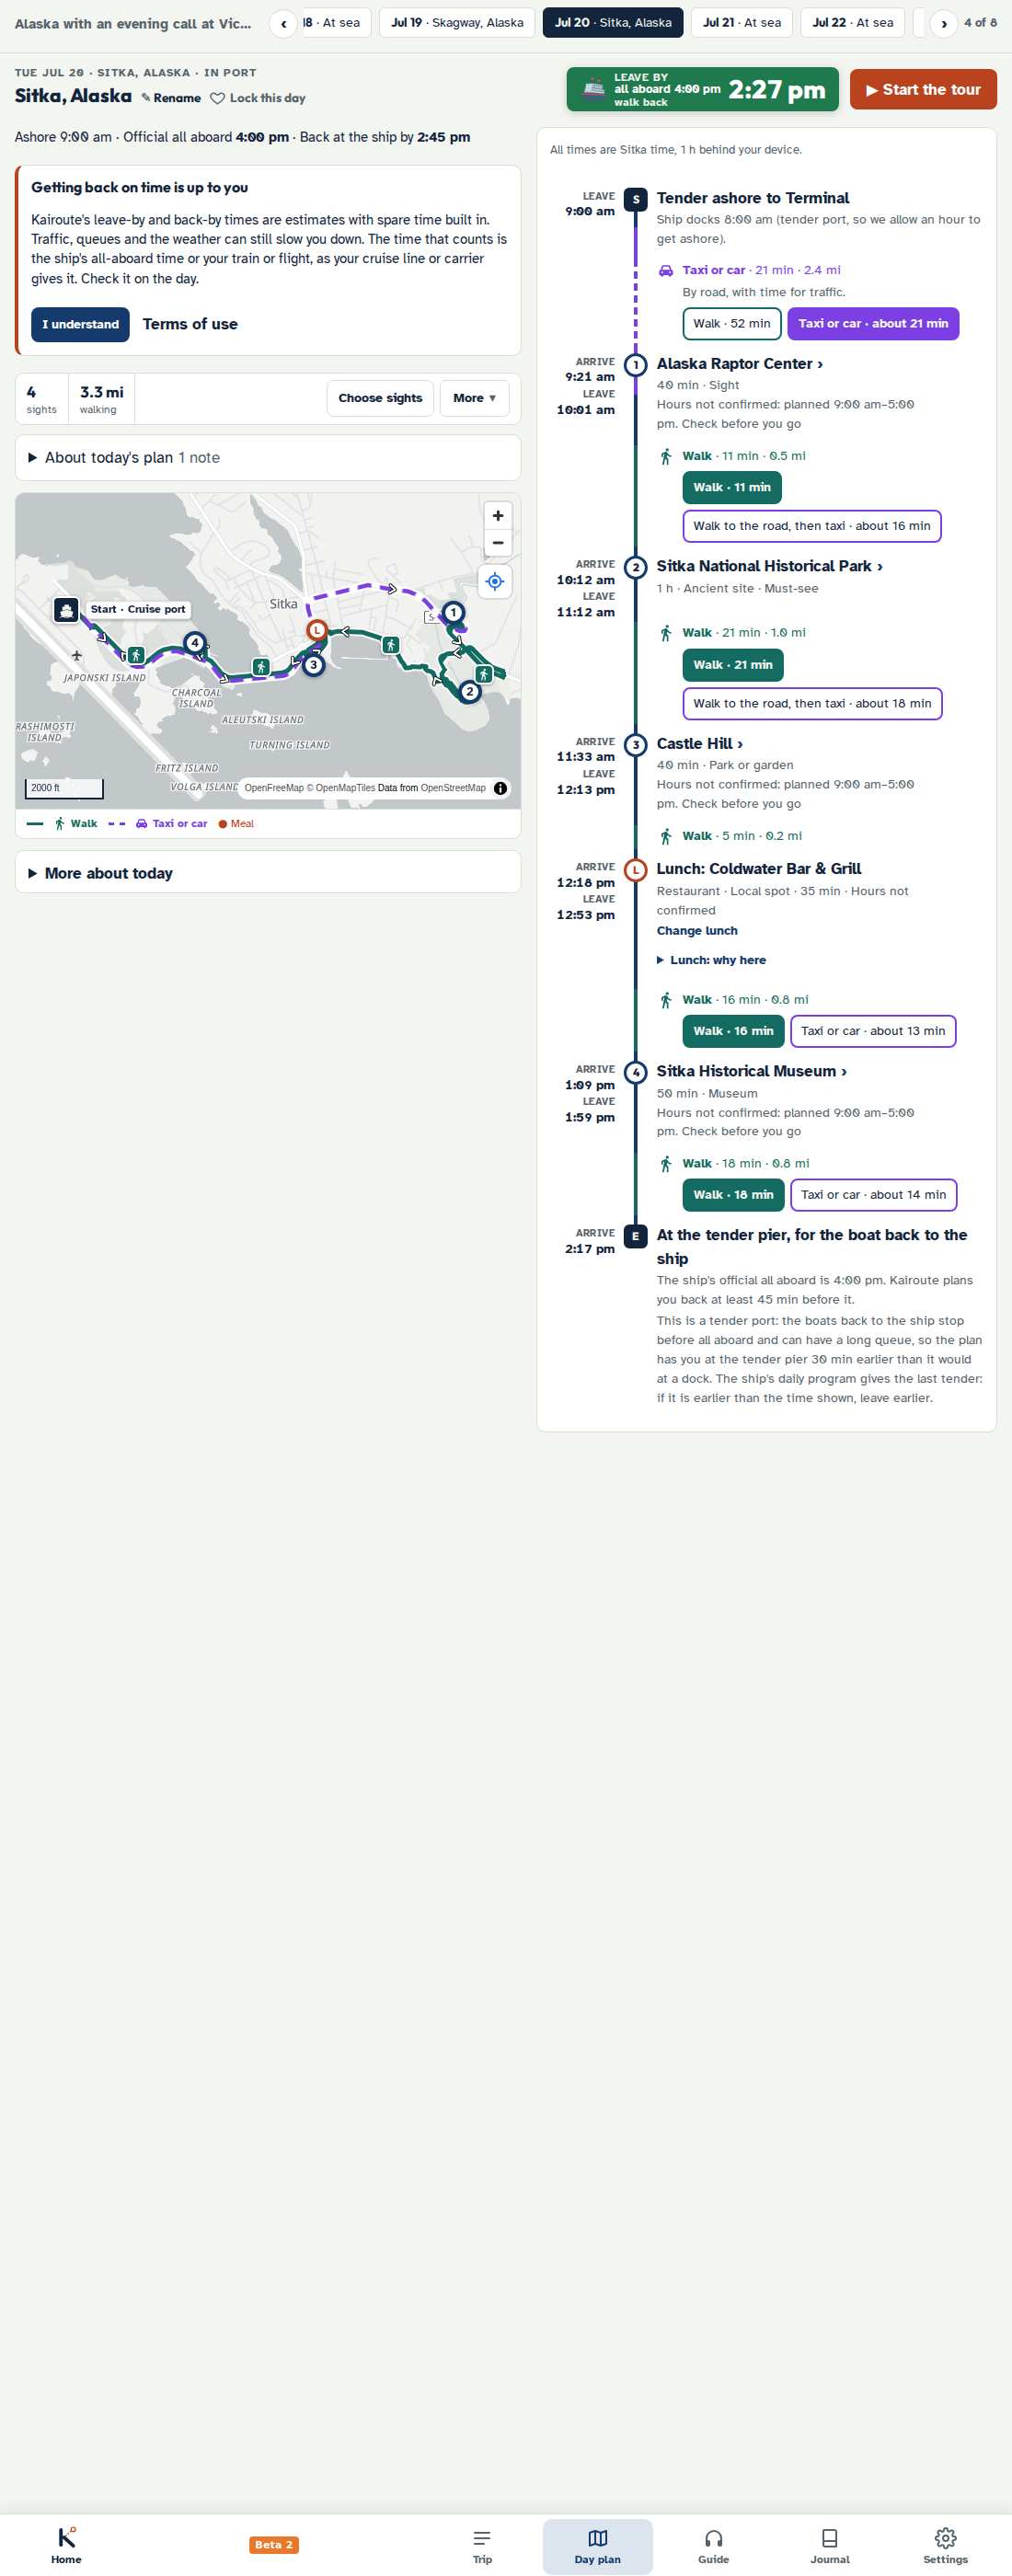 Alaska with an evening call at Vic...
‹
18 · At sea
Jul 19 · Skagway, Alaska
Jul 20 · Sitka, Alaska
Jul 21 · At sea
Jul 22 · At sea
›
4 of 8
TUE JUL 20 · SITKA, ALASKA · IN PORT
Sitka, Alaska
✎ Rename
Lock this day
LEAVE BY
all aboard 4:00 pm
walk back
2:27 pm
▶ Start the tour
Ashore 9:00 am · Official all aboard 4:00 pm · Back at the ship by 2:45 pm
Getting back on time is up to you
Kairoute's leave-by and back-by times are estimates with spare time built in.
Traffic, queues and the weather can still slow you down. The time that counts is
the ship's all-aboard time or your train or flight, as your cruise line or carrier
gives it. Check it on the day.
I understand
Terms of use
4
sights
3.3 mi
walking
Choose sights
More ▾
▶ About today's plan 1 note
+
−
Sitka
Start · Cruise port
S
1
L
4
3
2
JAPONSKI ISLAND
CHARCOAL
ISLAND
ALEUTSKI ISLAND
RASHIMOSTI
ISLAND
TURNING ISLAND
FRITZ ISLAND
VOLGA ISLAND
2000 ft
OpenFreeMap © OpenMapTiles Data from OpenStreetMap
Walk
Taxi or car
Meal
▶ More about today
All times are Sitka time, 1 h behind your device.
LEAVE
9:00 am
S
Tender ashore to Terminal
Ship docks 8:00 am (tender port, so we allow an hour to
get ashore).
Taxi or car · 21 min · 2.4 mi
By road, with time for traffic.
Walk · 52 min
Taxi or car · about 21 min
ARRIVE
9:21 am
LEAVE
10:01 am
1
Alaska Raptor Center ›
40 min · Sight
Hours not confirmed: planned 9:00 am–5:00
pm. Check before you go
Walk · 11 min · 0.5 mi
Walk · 11 min
Walk to the road, then taxi · about 16 min
ARRIVE
10:12 am
LEAVE
11:12 am
2
Sitka National Historical Park ›
1 h · Ancient site · Must-see
Walk · 21 min · 1.0 mi
Walk · 21 min
Walk to the road, then taxi · about 18 min
ARRIVE
11:33 am
LEAVE
12:13 pm
3
Castle Hill ›
40 min · Park or garden
Hours not confirmed: planned 9:00 am–5:00
pm. Check before you go
Walk · 5 min · 0.2 mi
ARRIVE
12:18 pm
LEAVE
12:53 pm
L
Lunch: Coldwater Bar & Grill
Restaurant · Local spot · 35 min · Hours not
confirmed
Change lunch
▶ Lunch: why here
Walk · 16 min · 0.8 mi
Walk · 16 min
Taxi or car · about 13 min
ARRIVE
1:09 pm
LEAVE
1:59 pm
4
Sitka Historical Museum ›
50 min · Museum
Hours not confirmed: planned 9:00 am–5:00
pm. Check before you go
Walk · 18 min · 0.8 mi
Walk · 18 min
Taxi or car · about 14 min
ARRIVE
2:17 pm
E
At the tender pier, for the boat back to the
ship
The ship's official all aboard is 4:00 pm. Kairoute plans
you back at least 45 min before it.
This is a tender port: the boats back to the ship stop
before all aboard and can have a long queue, so the plan
has you at the tender pier 30 min earlier than it would
at a dock. The ship's daily program gives the last tender:
if it is earlier than the time shown, leave earlier.
Home
Beta 2
Trip
Day plan
Guide
Journal
Settings